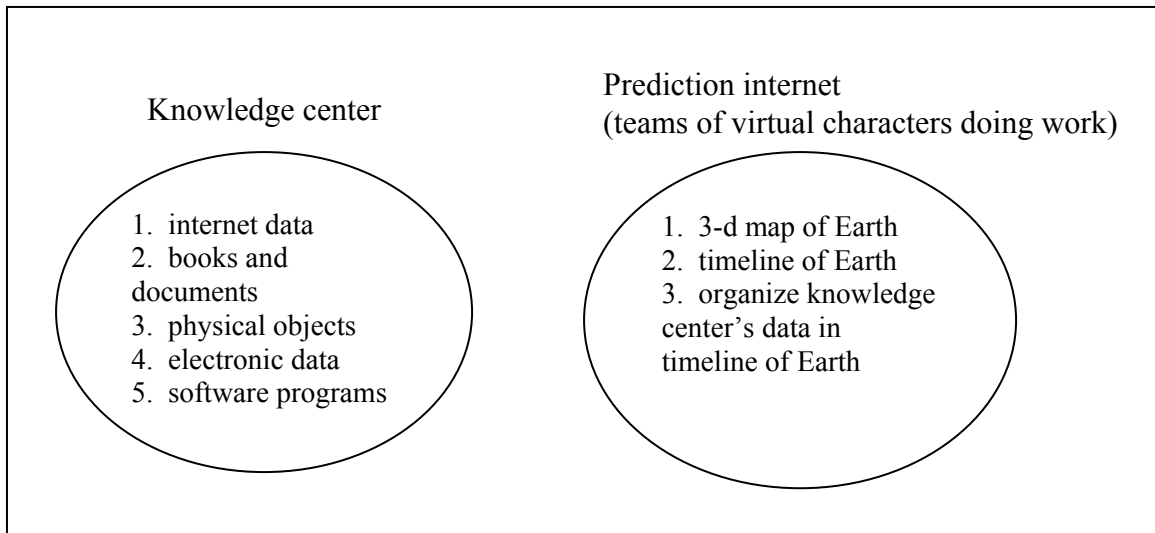 Knowledge center
1. internet data
2. books and
documents
3. physical objects
4. electronic data
5. software programs
Prediction internet
(teams of virtual characters doing work)
1. 3-d map of Earth
2. timeline of Earth
3. organize knowledge
center’s data in
timeline of Earth